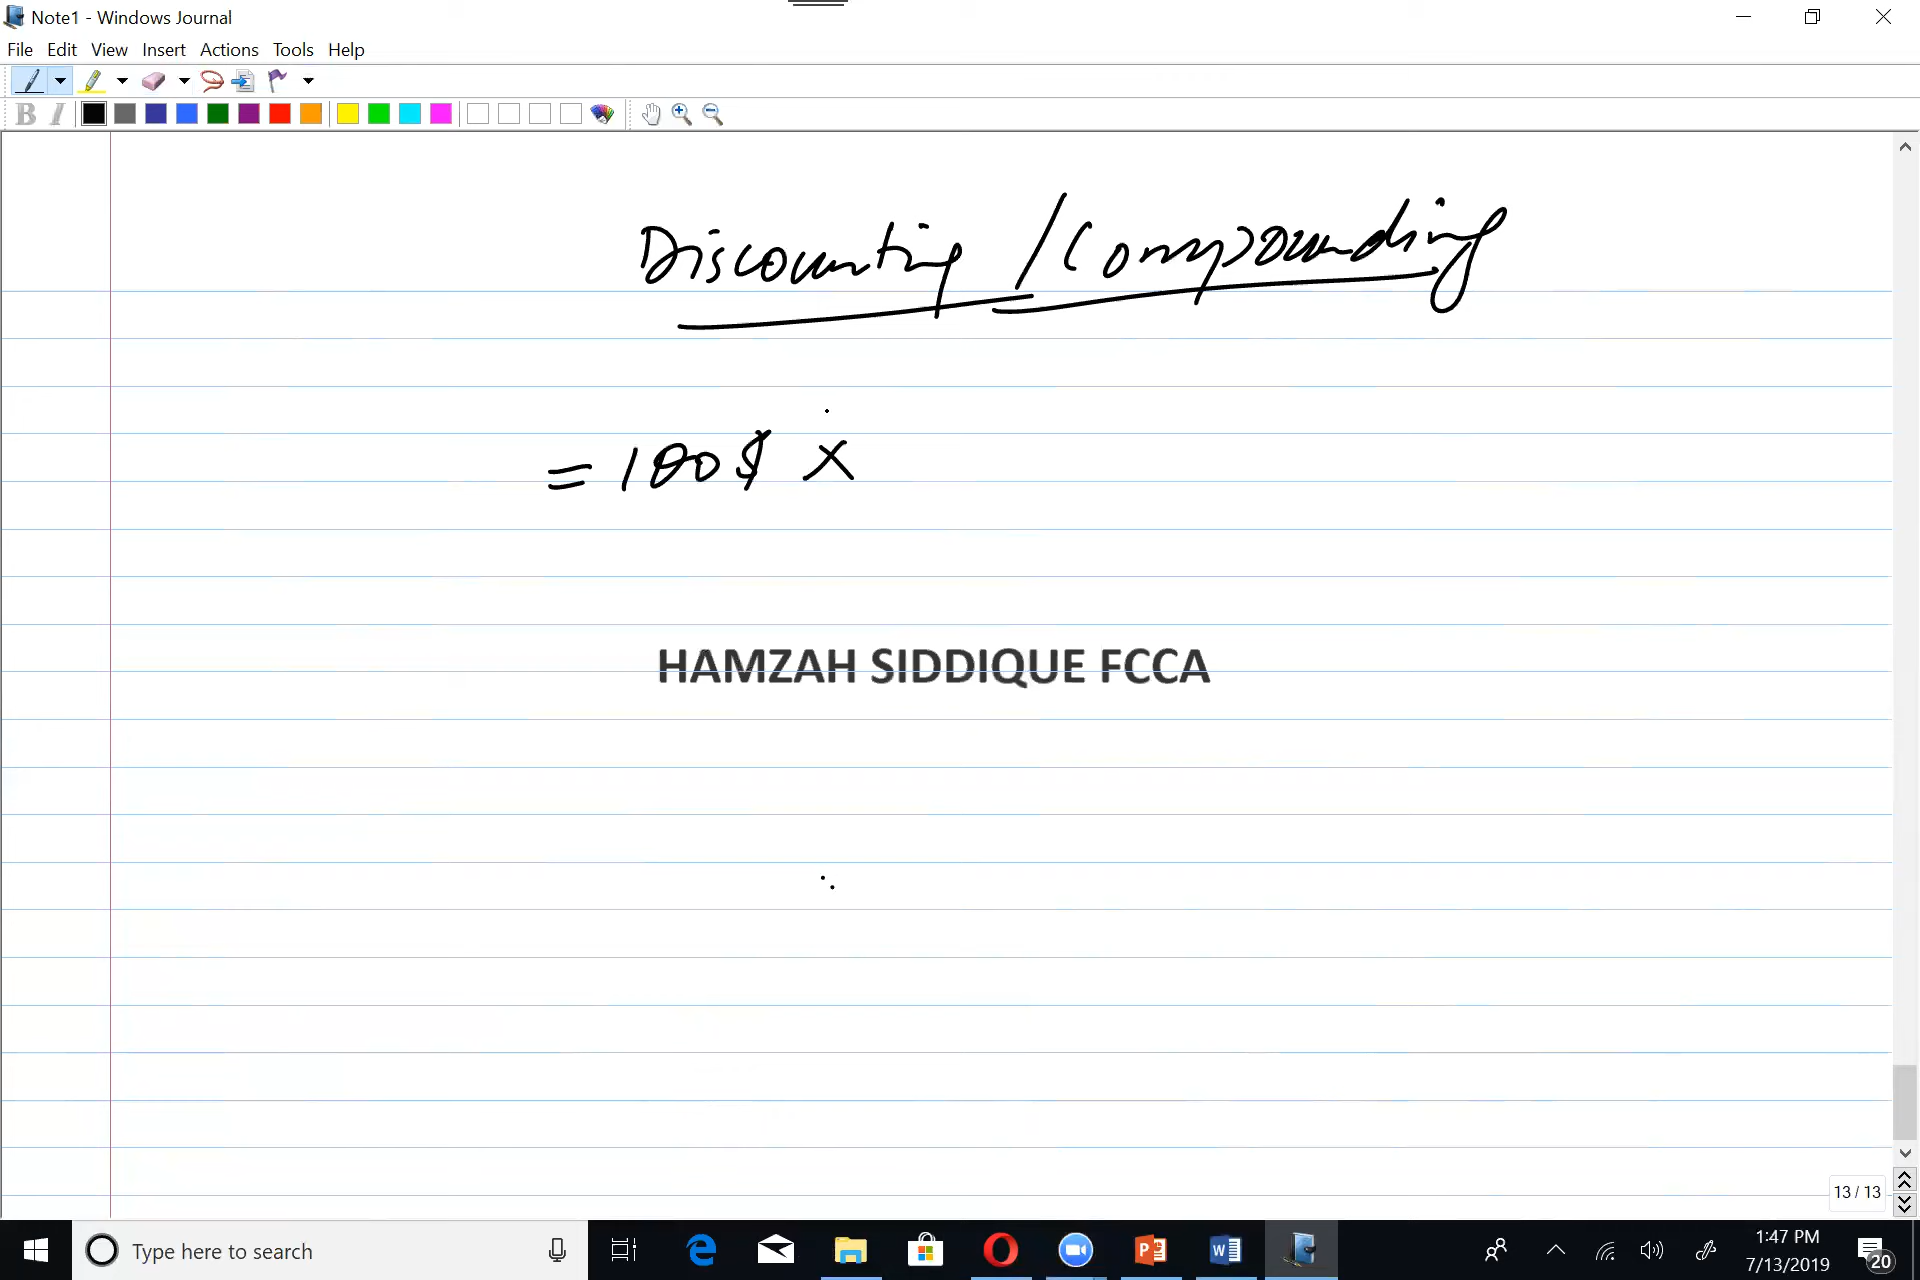 Note1 - Windows Journal
File Edit View Insert Actions Tools Help
B I
Discounting / Compounding
= 100$ ×
HAMZAH SIDDIQUE FCCA
13 / 13
Type here to search
1:47 PM
7/13/2019
20